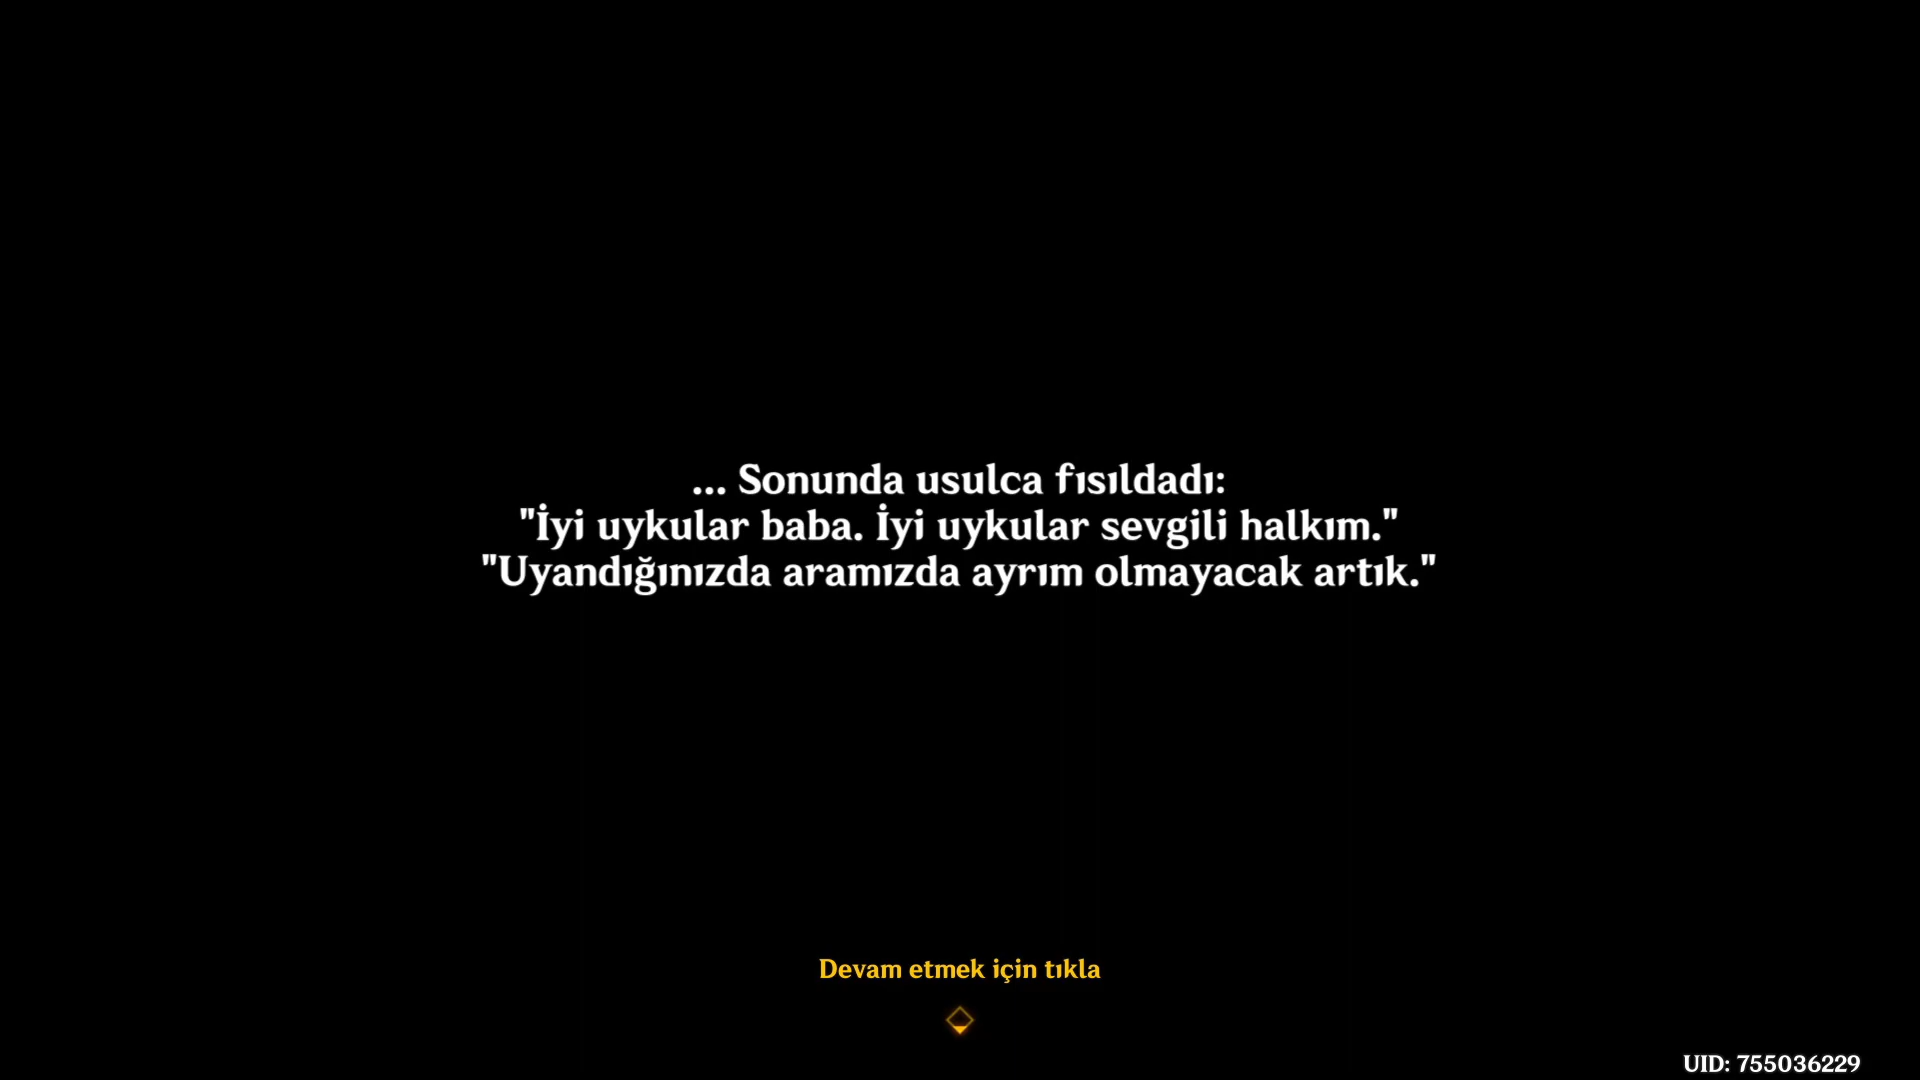 ... Sonunda usulca fısıldadı:
"İyi uykular baba. İyi uykular sevgili halkım."
"Uyandığınızda aramızda ayrım olmayacak artık."
Devam etmek için tıkla
UID: 755036229